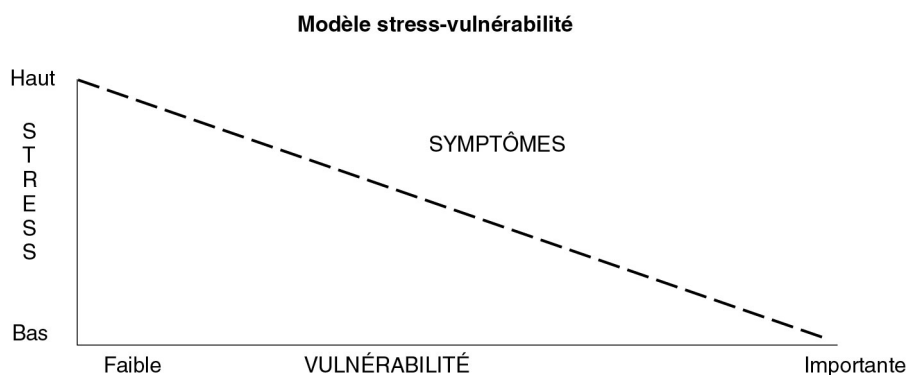 Modèle stress-vulnérabilité
Haut
S
T
R
E
S
S
SYMPTÔMES
Bas
Faible
VULNÉRABILITÉ
Importante